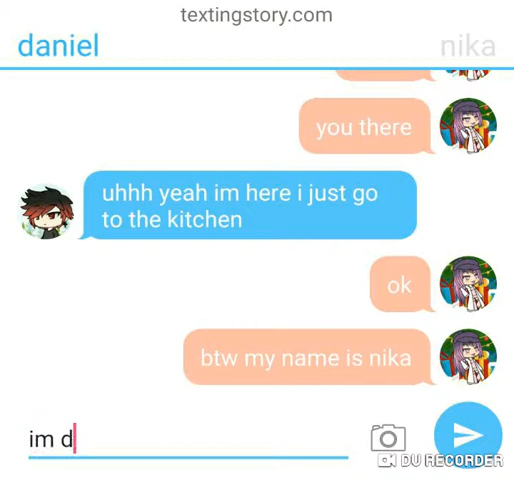 textingstory.com
daniel
nika
you there
uhhh yeah im here i just go
to the kitchen
ok
btw my name is nika
im d
DU RECORDER